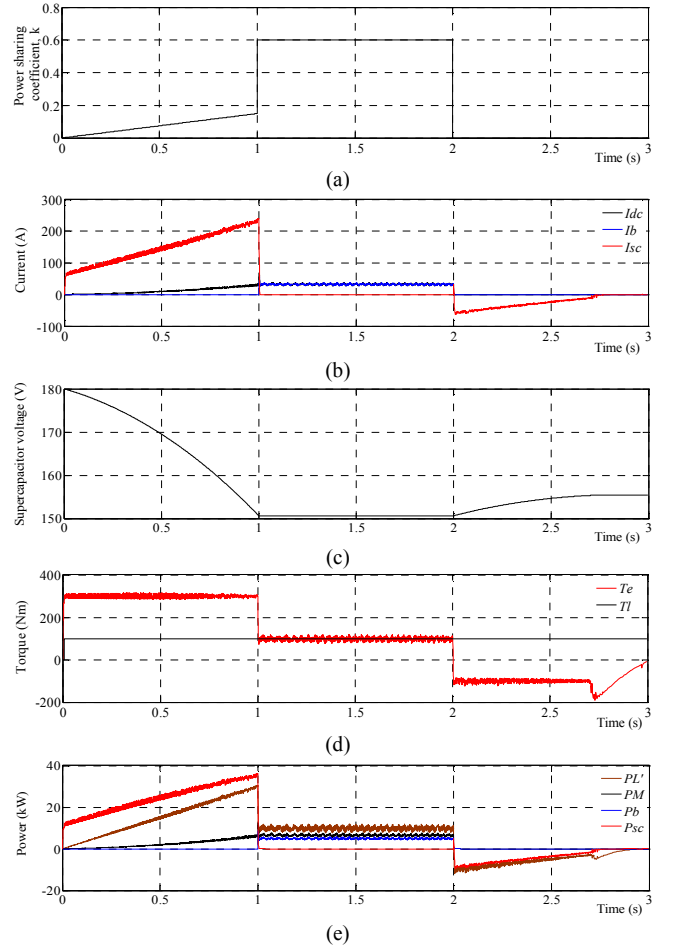 Power sharing
coefficient, k
0.8
0.6
0.4
0.2
0
0 0.5 1 1.5 2 2.5 3
Time (s)
(a)
Current (A)
300
200
100
0
-100
Idc
Ib
Isc
0 0.5 1 1.5 2 2.5 3
Time (s)
(b)
Supercapacitor voltage (V)
180
170
160
150
0 0.5 1 1.5 2 2.5 3
Time (s)
(c)
Torque (Nm)
400
200
0
-200
Te
Tl
0 0.5 1 1.5 2 2.5 3
Time (s)
(d)
Power (kW)
40
20
0
-20
PL'
PM
Pb
Psc
0 0.5 1 1.5 2 2.5 3
Time (s)
(e)